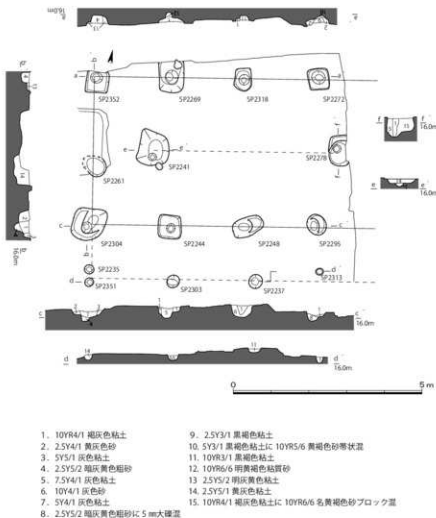 16.0m
a
a'
b
b'
SP2352
SP2269
SP2318
SP2272
SP2241
SP2278
SP2261
e
e'
f
f'
16.0m
e
e'
16.0m
c
c'
SP2304
SP2244
SP2248
SP2295
SP2235
SP2351
SP2303
SP2237
SP2313
d
d'
c
c'
16.0m
d
d'
16.0m
0
5 m
1. 10YR4/1 褐灰色粘土
2. 2.5Y4/1 黄灰色砂
3. 5Y5/1 灰色粘土
4. 2.5Y5/2 暗灰黄色粗砂
5. 7.5Y4/1 灰色粘土
6. 10Y4/1 灰色砂
7. 5Y4/1 灰色粘土
8. 2.5Y5/2 暗灰黄色粗砂に 5 ㎜大礫混
9. 2.5Y3/1 黒褐色粘土
10. 5Y3/1 黒褐色粘土に 10YR5/6 黄褐色砂帯状混
11. 10YR3/1 黒褐色粘土
12. 10YR6/6 明黄褐色粘質砂
13 2.5Y5/2 明灰黄色粘土
14. 2.5Y5/1 黄灰色粘土
15. 10YR4/1 褐灰粘土に 10YR6/6 名黄褐色砂ブロック混